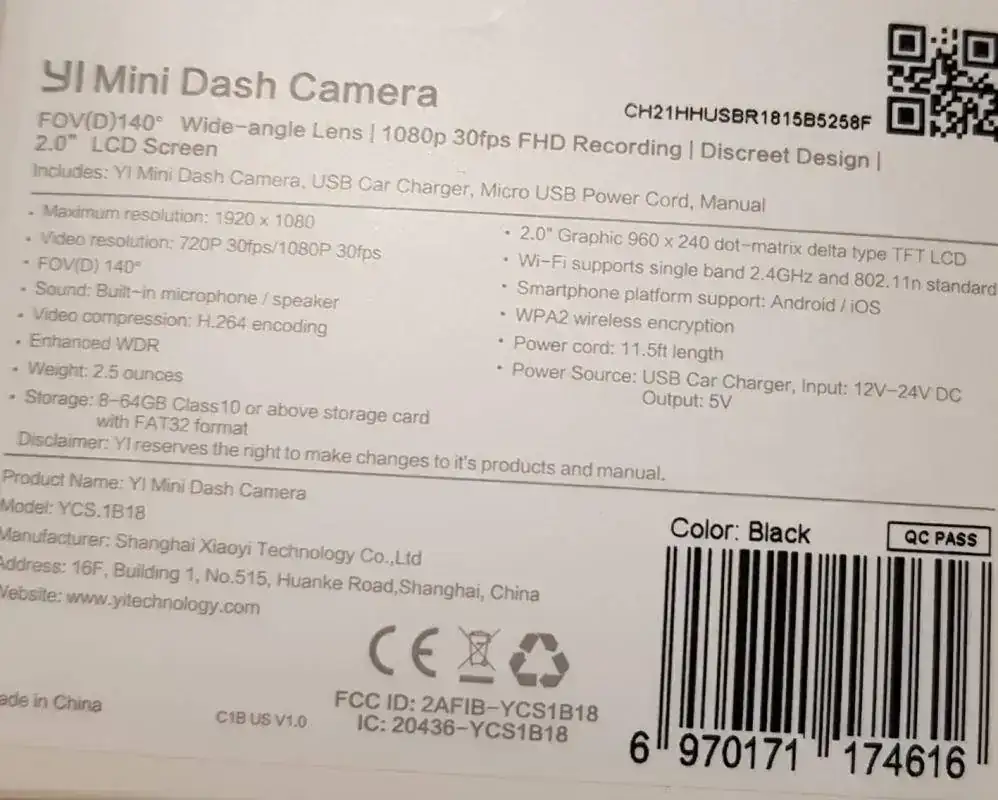 YI Mini Dash Camera
CH21HHUSBR1815B5258F
FOV(D)140° Wide-angle Lens | 1080p 30fps FHD Recording | Discreet Design |
2.0" LCD Screen
Includes: YI Mini Dash Camera, USB Car Charger, Micro USB Power Cord, Manual
• Maximum resolution: 1920 x 1080
• Video resolution: 720P 30fps/1080P 30fps
• FOV(D) 140°
• Sound: Built-in microphone / speaker
• Video compression: H.264 encoding
• Enhanced WDR
• Weight: 2.5 ounces
• Storage: 8-64GB Class10 or above storage card
with FAT32 format
• 2.0" Graphic 960 x 240 dot-matrix delta type TFT LCD
• Wi-Fi supports single band 2.4GHz and 802.11n standard
• Smartphone platform support: Android / iOS
• WPA2 wireless encryption
• Power cord: 11.5ft length
• Power Source: USB Car Charger, Input: 12V-24V DC
Output: 5V
Disclaimer: YI reserves the right to make changes to it's products and manual.
Product Name: YI Mini Dash Camera
Model: YCS.1B18
Manufacturer: Shanghai Xiaoyi Technology Co.,Ltd
Address: 16F, Building 1, No.515, Huanke Road,Shanghai, China
Website: www.yitechnology.com
ade in China
C1B US V1.0
CE
FCC ID: 2AFIB-YCS1B18
IC: 20436-YCS1B18
Color: Black
QC PASS
6 970171 174616